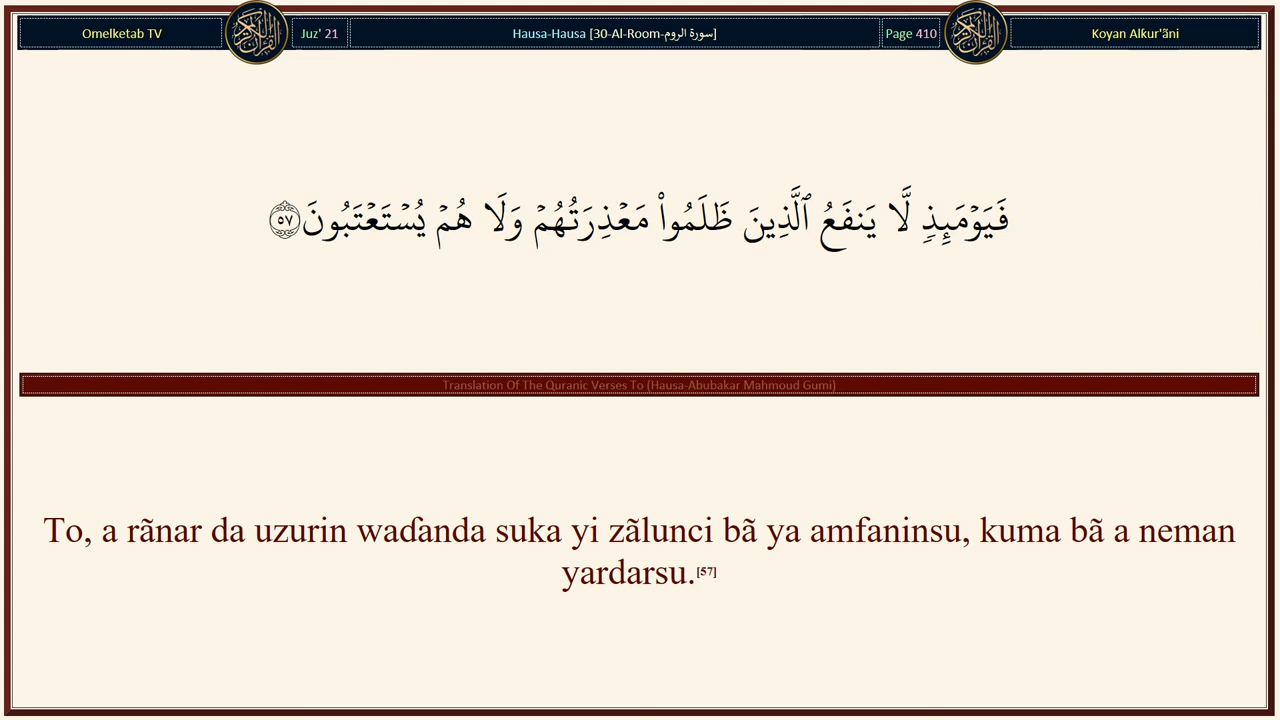 Omelketab TV
Juz' 21
Hausa-Hausa [30-Al-Room-سورة الروم]
Page 410
Koyan Alƙur'ãni
فَيَوْمَئِذٍ لَّا يَنفَعُ ٱلَّذِينَ ظَلَمُوا۟ مَعْذِرَتُهُمْ وَلَا هُمْ يُسْتَعْتَبُونَ ٥٧
Translation Of The Quranic Verses To (Hausa-Abubakar Mahmoud Gumi)
To, a rãnar da uzurin waɗanda suka yi zãlunci bã ya amfaninsu, kuma bã a neman
yardarsu.[57]